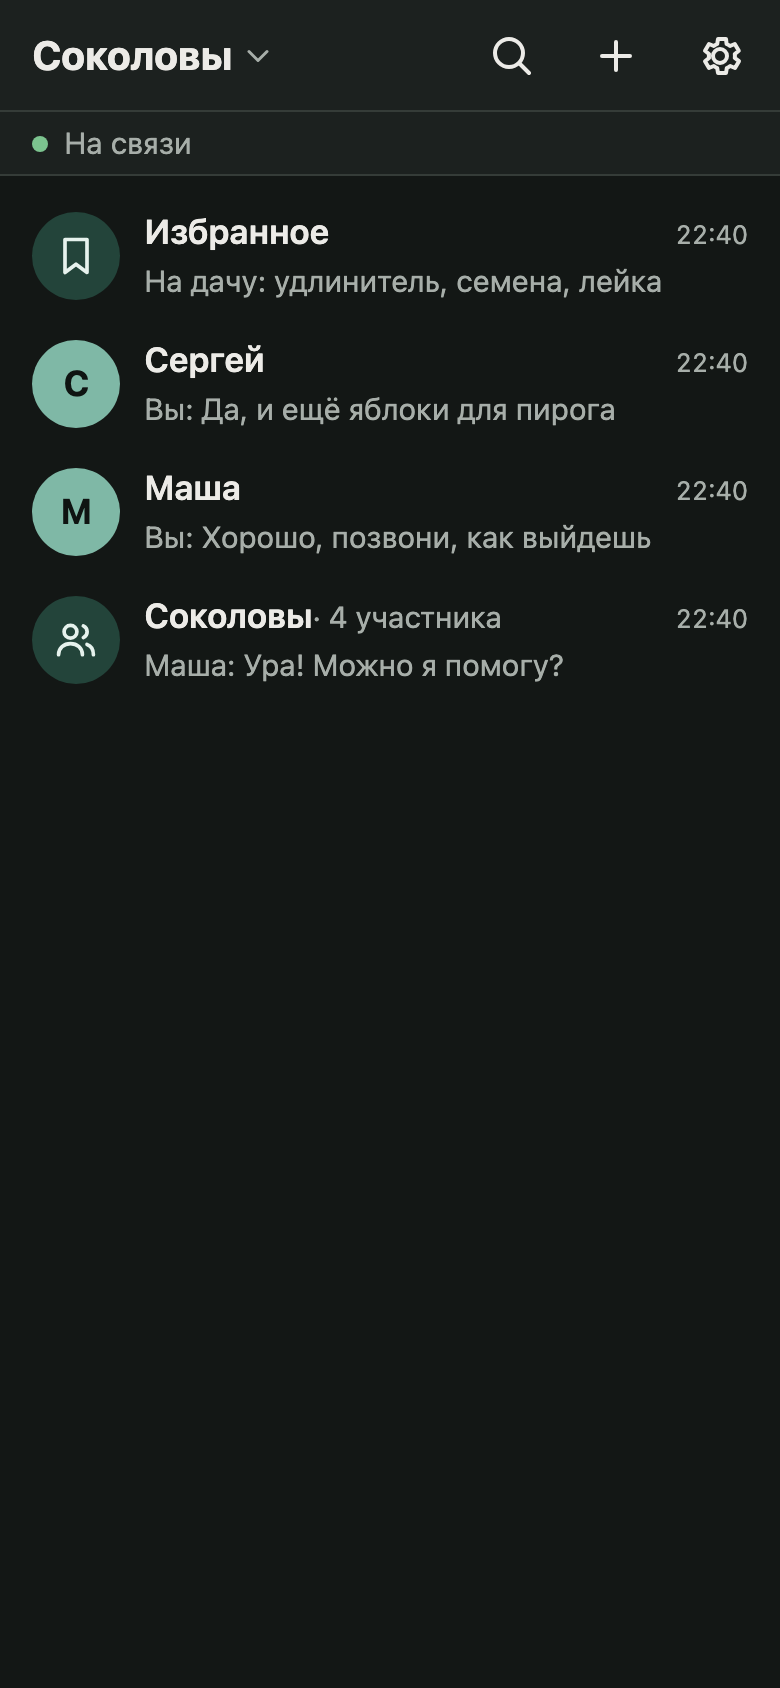 Соколовы
На связи
Избранное 22:40
На дачу: удлинитель, семена, лейка
С
Сергей 22:40
Вы: Да, и ещё яблоки для пирога
М
Маша 22:40
Вы: Хорошо, позвони, как выйдешь
Соколовы · 4 участника 22:40
Маша: Ура! Можно я помогу?